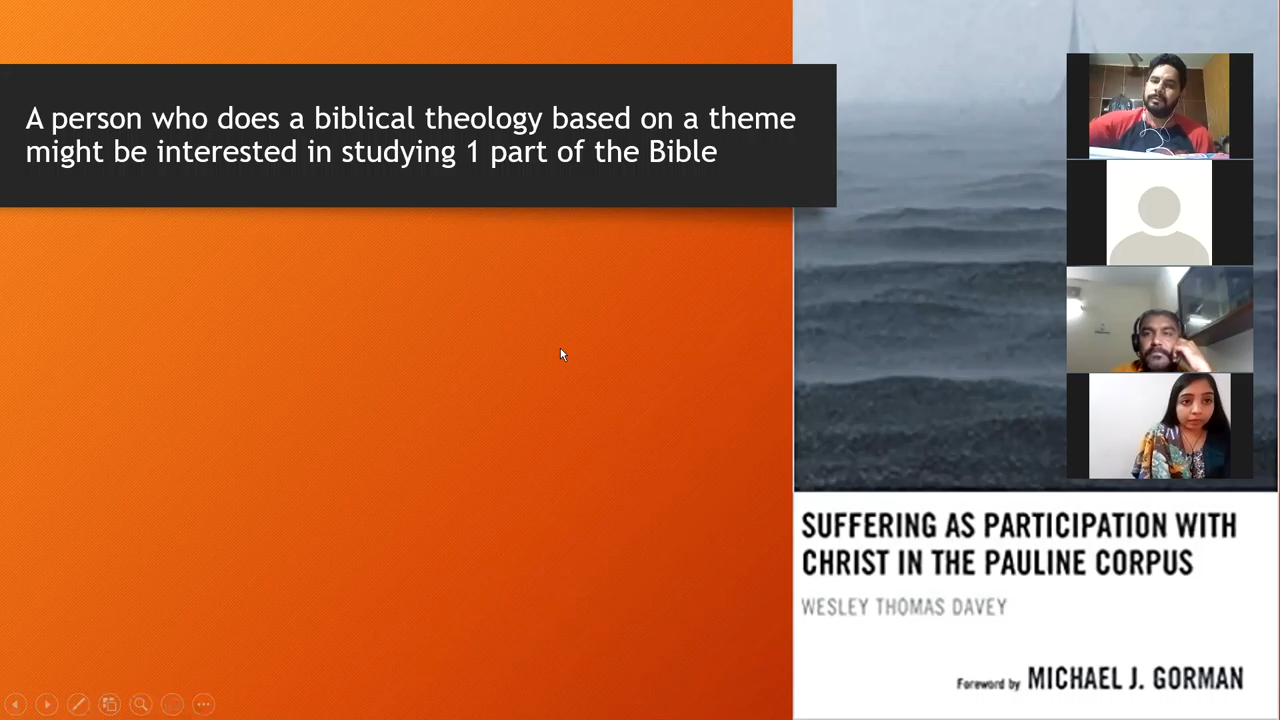 A person who does a biblical theology based on a theme
might be interested in studying 1 part of the Bible
SUFFERING AS PARTICIPATION WITH
CHRIST IN THE PAULINE CORPUS
WESLEY THOMAS DAVEY
Foreword by MICHAEL J. GORMAN